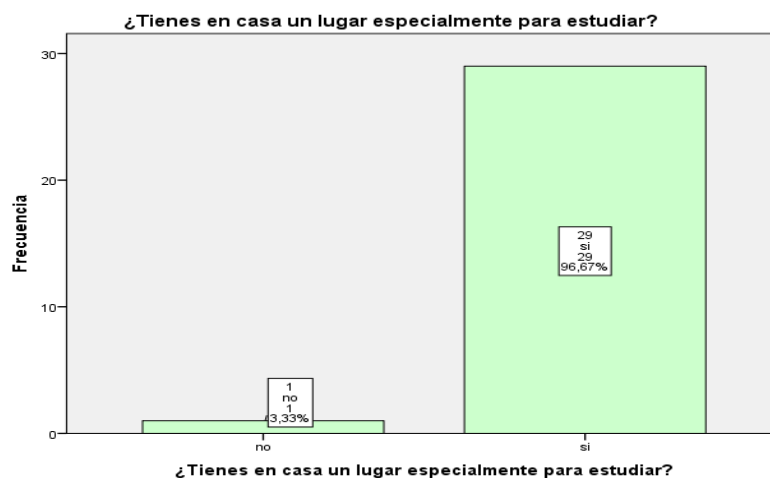 ¿Tienes en casa un lugar especialmente para estudiar?
30
20
10
0
Frecuencia
1
no
1
3,33%
29
si
29
96,67%
no
si
¿Tienes en casa un lugar especialmente para estudiar?